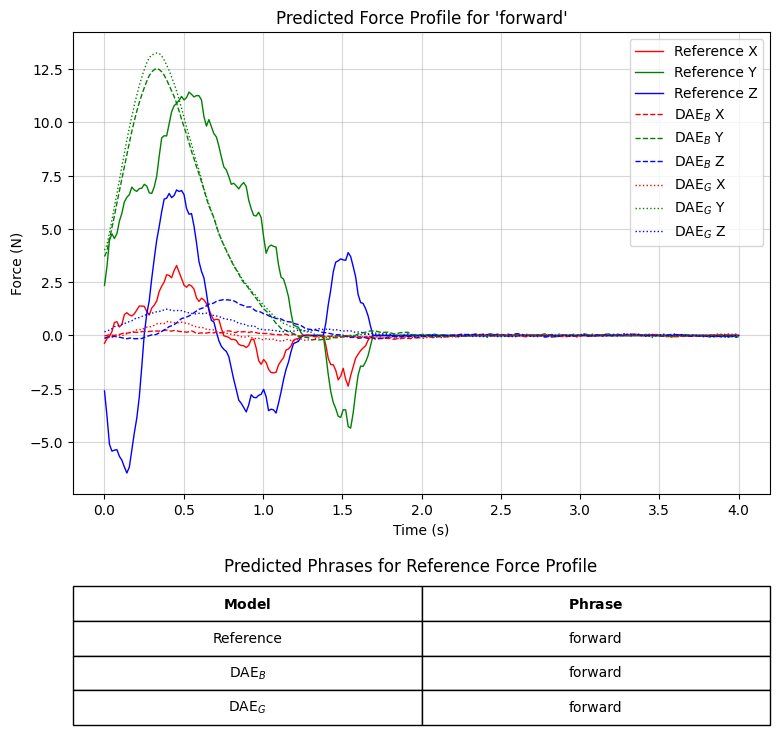 Predicted Force Profile for 'forward'
Force (N)
12.5
10.0
7.5
5.0
2.5
0.0
−2.5
−5.0
Reference X
Reference Y
Reference Z
DAE_B X
DAE_B Y
DAE_B Z
DAE_G X
DAE_G Y
DAE_G Z
0.0 0.5 1.0 1.5 2.0 2.5 3.0 3.5 4.0
Time (s)
Predicted Phrases for Reference Force Profile
Model Phrase
Reference forward
DAE_B forward
DAE_G forward